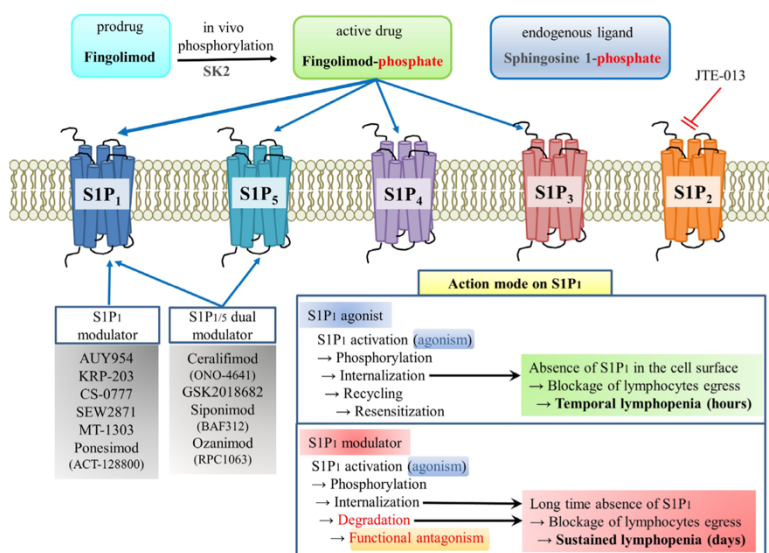 prodrug
Fingolimod
in vivo
phosphorylation
SK2
active drug
Fingolimod-phosphate
endogenous ligand
Sphingosine 1-phosphate
JTE-013
S1P₁
S1P₅
S1P₄
S1P₃
S1P₂
S1P₁
modulator
AUY954
KRP-203
CS-0777
SEW2871
MT-1303
Ponesimod
(ACT-128800)
S1P₁/₅ dual
modulator
Ceralifimod
(ONO-4641)
GSK2018682
Siponimod
(BAF312)
Ozanimod
(RPC1063)
Action mode on S1P₁
S1P₁ agonist
S1P₁ activation (agonism)
→ Phosphorylation
→ Internalization
→ Recycling
→ Resensitization
Absence of S1P₁ in the cell surface
→ Blockage of lymphocytes egress
→ Temporal lymphopenia (hours)
S1P₁ modulator
S1P₁ activation (agonism)
→ Phosphorylation
→ Internalization
→ Degradation
→ Functional antagonism
Long time absence of S1P₁
→ Blockage of lymphocytes egress
→ Sustained lymphopenia (days)